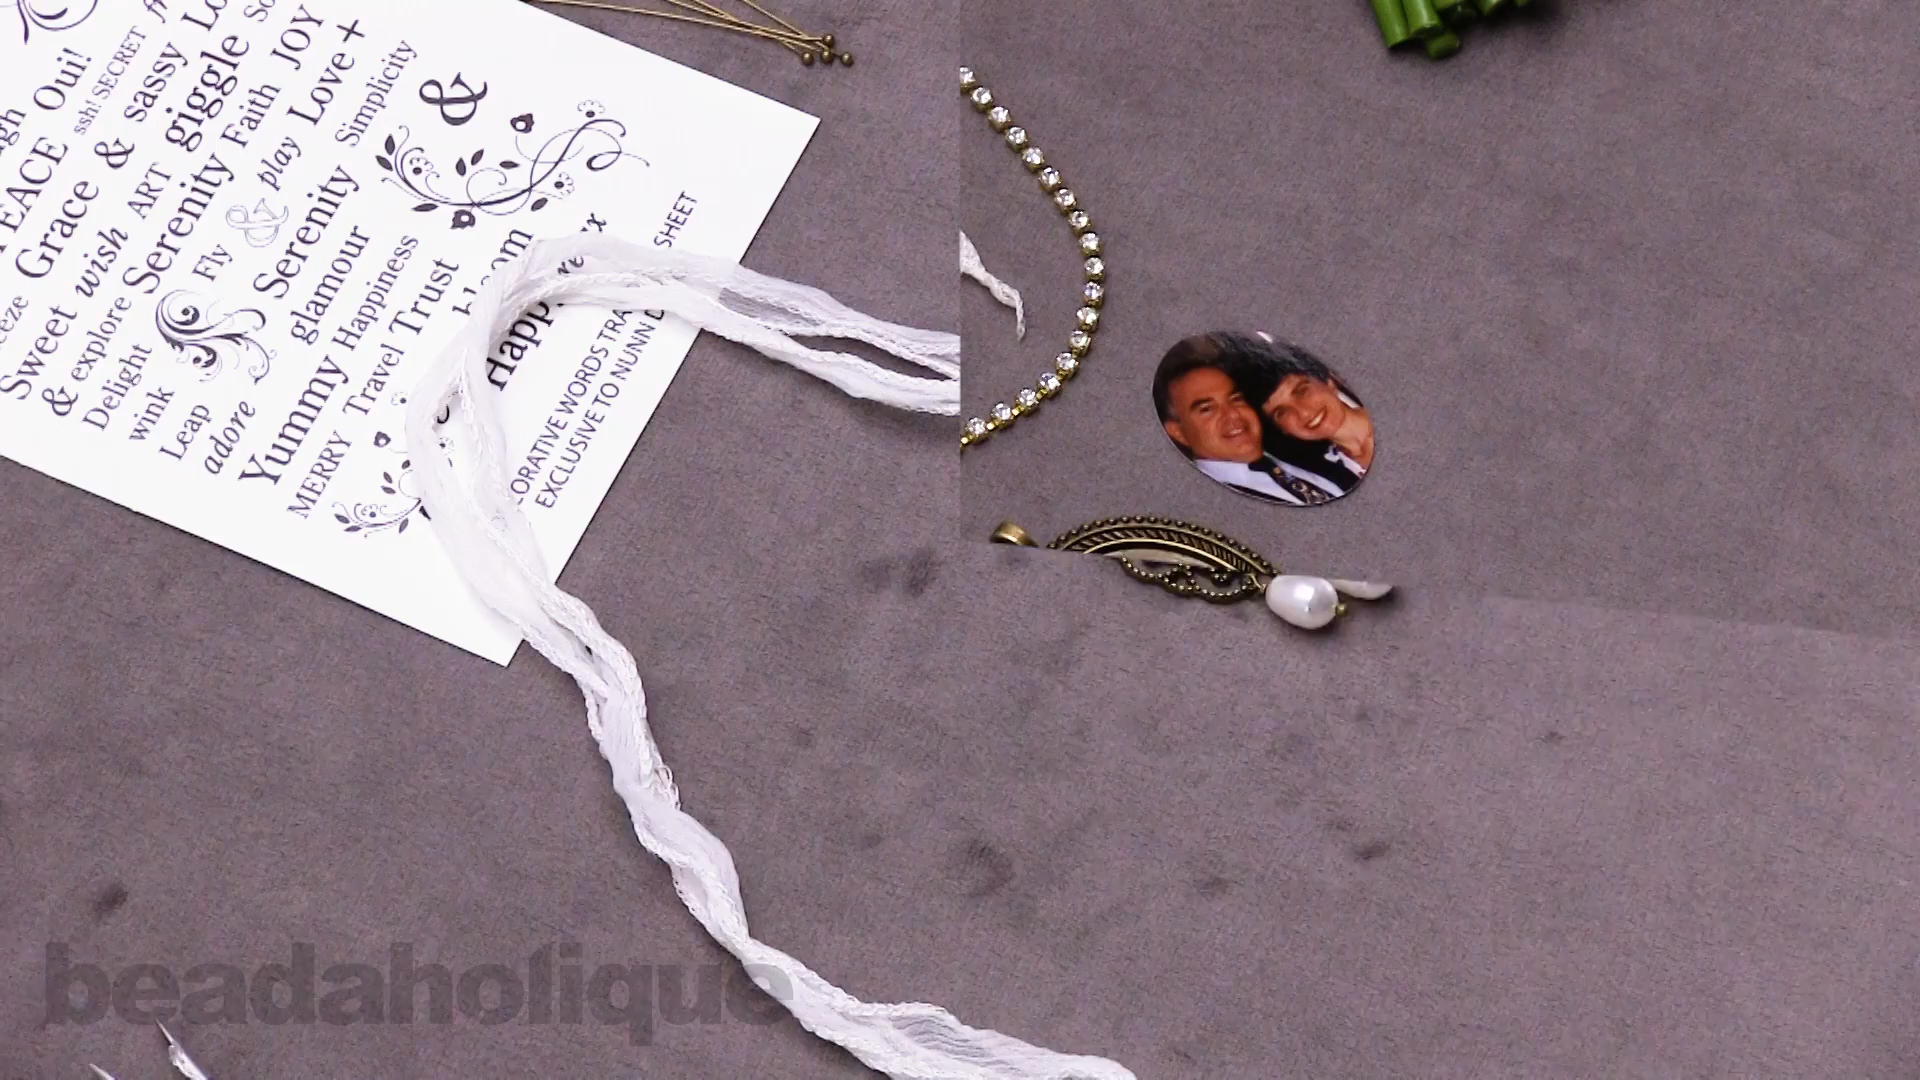 Oui!
ssh! SECRET
PEACE
Grace & sassy
Sweet wish ART giggle
& explore Serenity Faith JOY
Delight Fly & play Love +
wink Serenity Simplicity
Leap glamour &
adore
Yummy Happiness
MERRY Travel Trust
SHEET
EXCLUSIVE TO NUNN
beadaholique